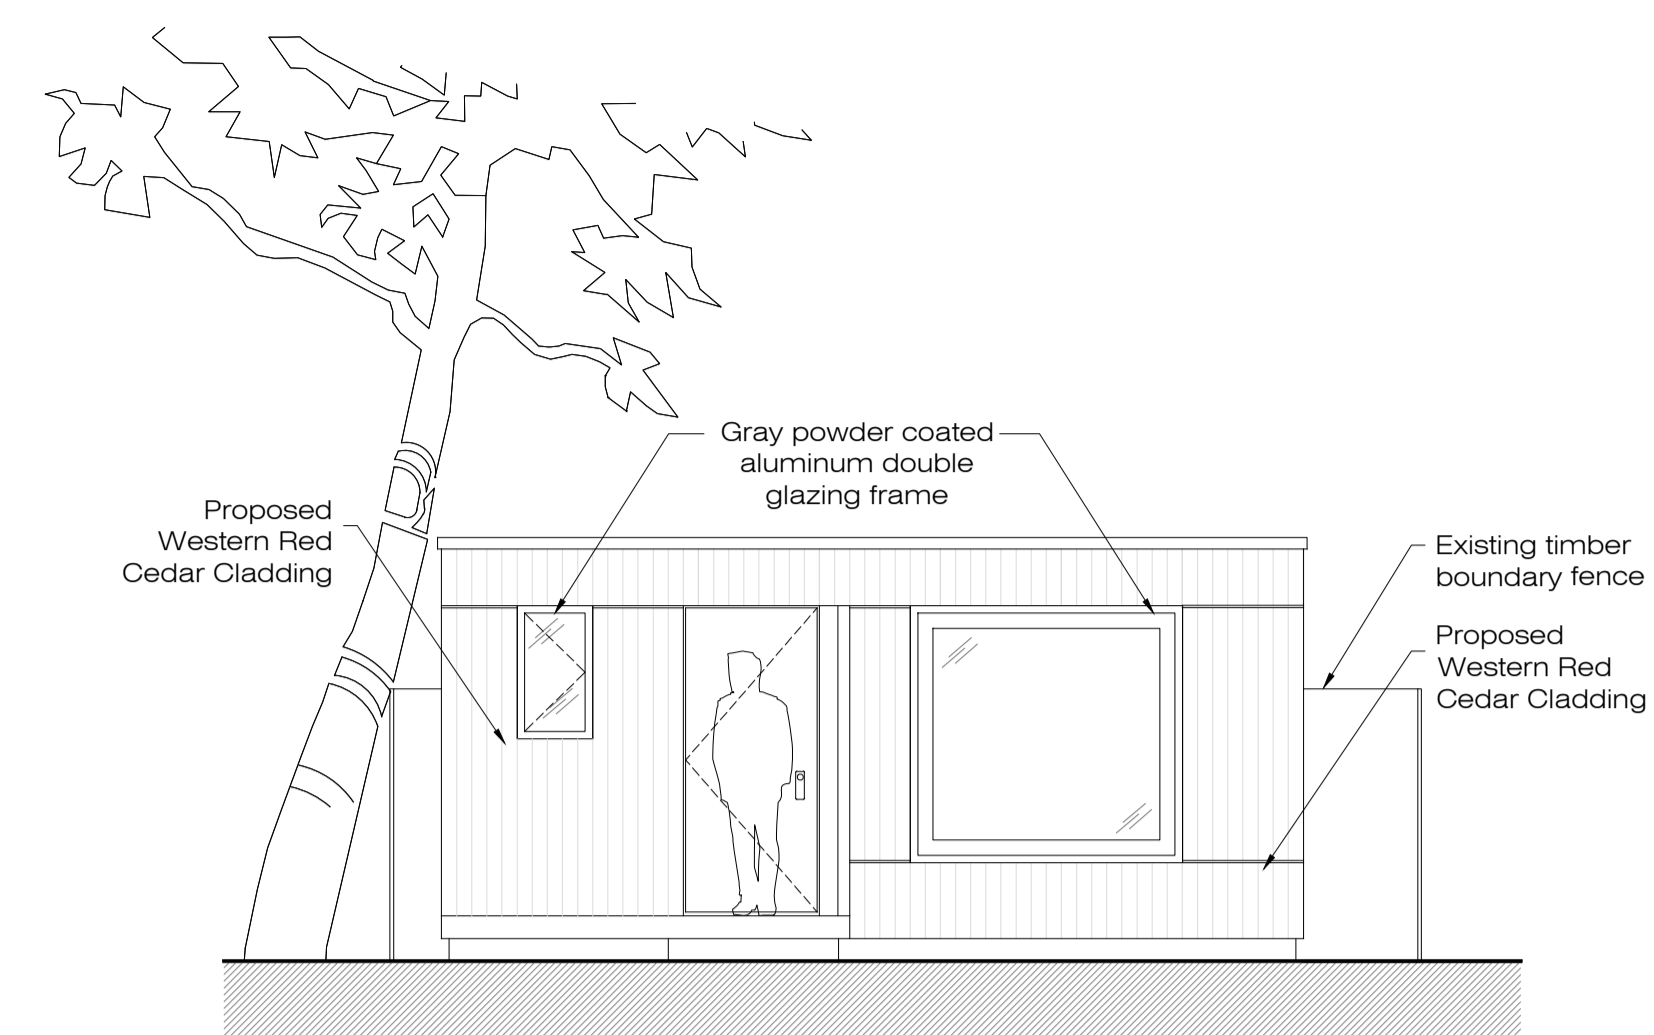 Gray powder coated
aluminum double
glazing frame
Proposed
Western Red
Cedar Cladding
Existing timber
boundary fence
Proposed
Western Red
Cedar Cladding